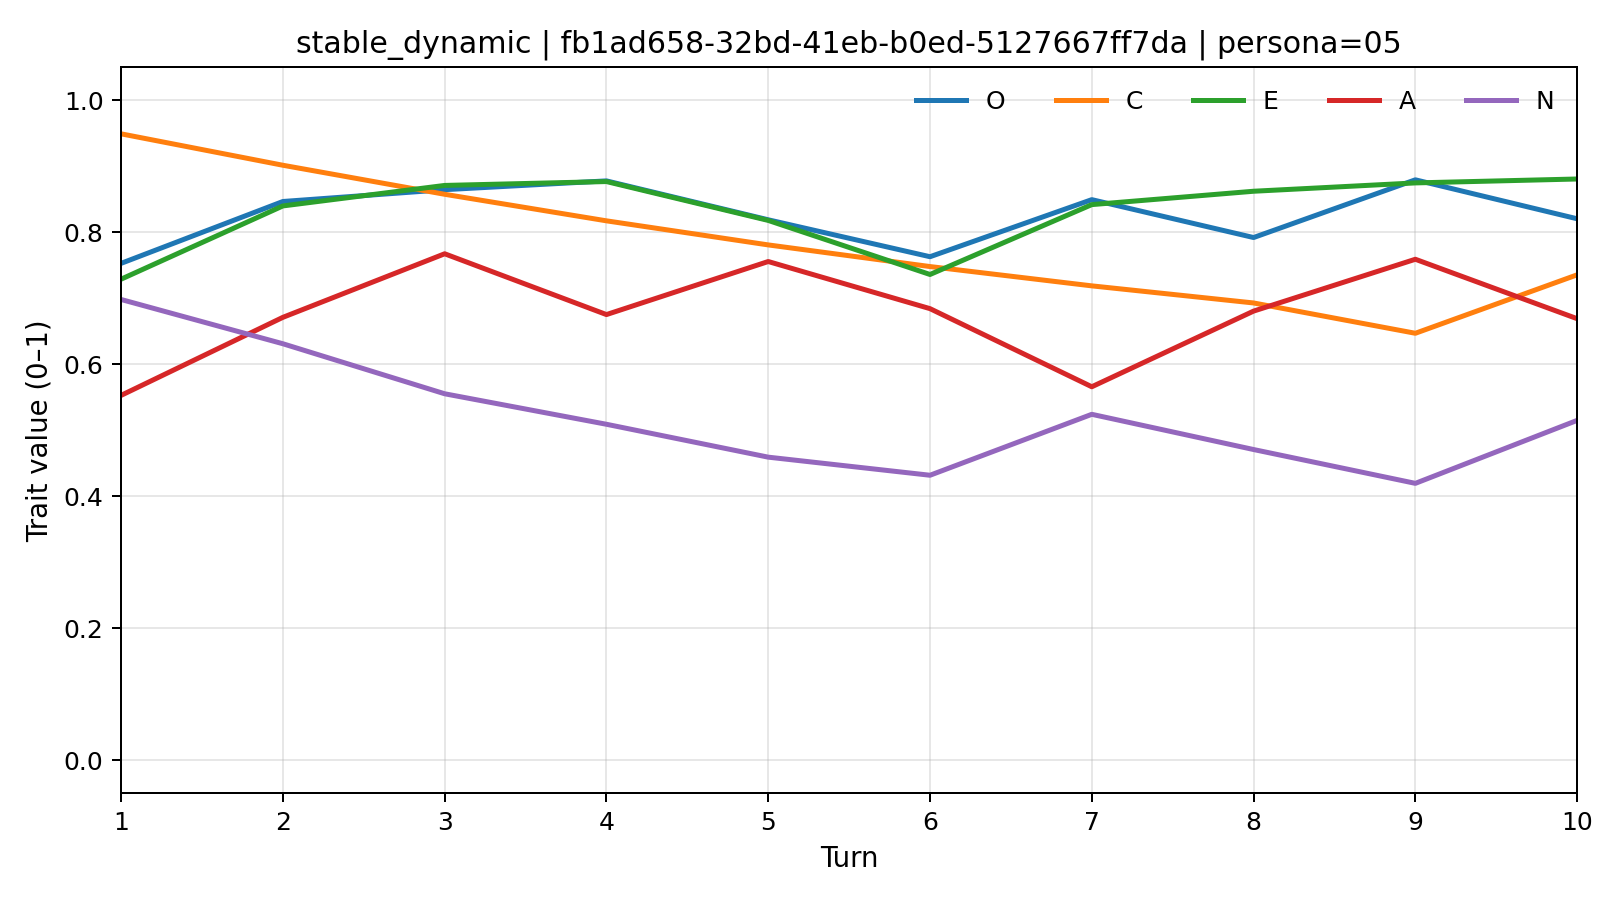 stable_dynamic | fb1ad658-32bd-41eb-b0ed-5127667ff7da | persona=05
O C E A N
1.0
0.8
0.6
0.4
0.2
0.0
Trait value (0–1)
1 2 3 4 5 6 7 8 9 10
Turn